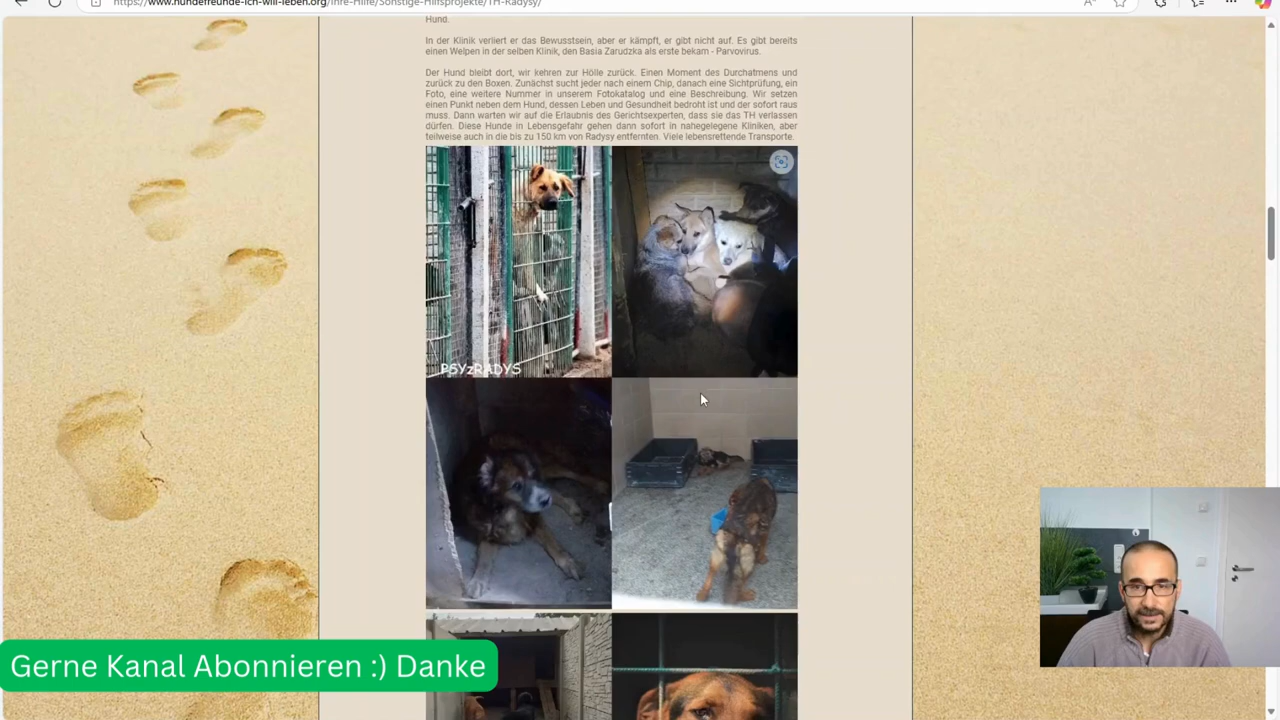 https://www.hundefreunde-ich-will-leben.org/Ihre-Hilfe/Sonstige-Hilfsprojekte/TH-Radysy/
Hund.
In der Klinik verliert er das Bewusstsein, aber er kämpft, er gibt nicht auf. Es gibt bereits
einen Welpen in der selben Klinik, den Basia Zarudzka als erste bekam - Parvovirus.
Der Hund bleibt dort, wir kehren zur Hölle zurück. Einen Moment des Durchatmens und
zurück zu den Boxen. Zunächst sucht jeder nach einem Chip, danach eine Sichtprüfung, ein
Foto, eine weitere Nummer in unserem Fotokatalog und eine Beschreibung. Wir setzen
einen Punkt neben dem Hund, dessen Leben und Gesundheit bedroht ist und der sofort raus
muss. Dann warten wir auf die Erlaubnis des Gerichtsexperten, dass sie das TH verlassen
dürfen. Diese Hunde in Lebensgefahr gehen dann sofort in nahegelegene Kliniken, aber
teilweise auch in die bis zu 150 km von Radysy entfernten. Viele lebensrettende Transporte.
PSYzRADYS
Gerne Kanal Abonnieren :) Danke